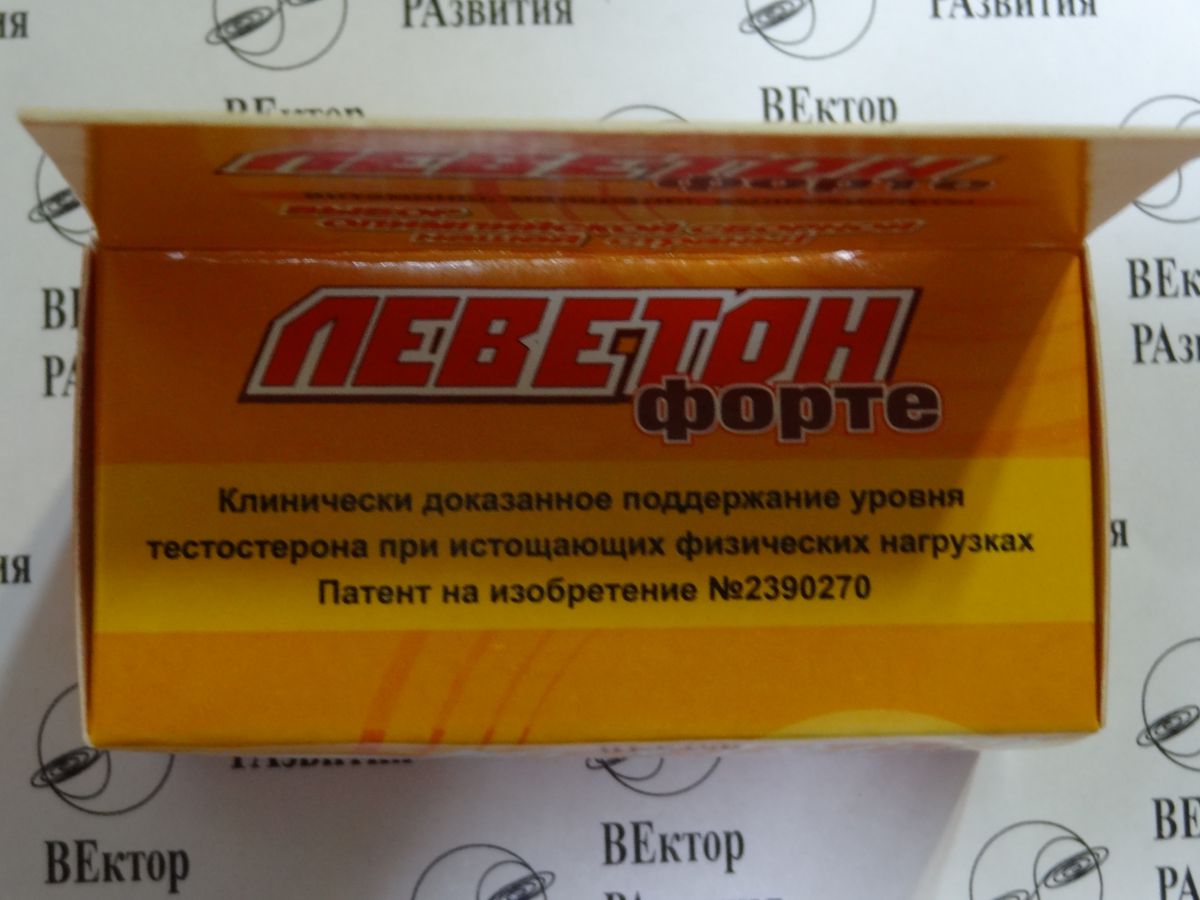 РАЗВИТИЯ
РАЗВИТИЯ
ВЕктор
ЛЕВЕТОН
форте
Клинически доказанное поддержание уровня
тестостерона при истощающих физических нагрузках
Патент на изобретение №2390270
ВЕктор
ВЕктор